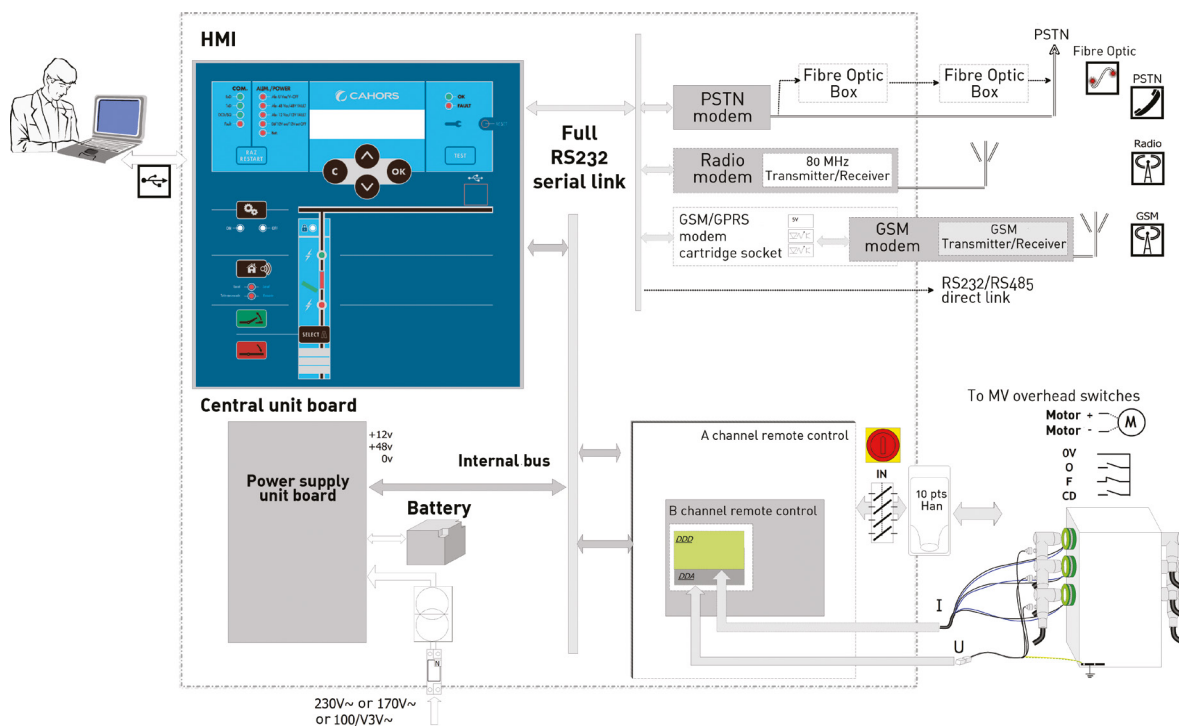 HMI
COM.
ALIM./POWER
CAHORS
OK
FAULT
RAZ
RESTART
TEST
C
OK
SELECT
Central unit board
Full
RS232
serial link
PSTN
modem
Fibre Optic
Box
Fibre Optic
Box
PSTN
Fibre Optic
PSTN
Radio
modem
80 MHz
Transmitter/Receiver
Radio
GSM/GPRS
modem
cartridge socket
5V
GSM
modem
GSM
Transmitter/Receiver
GSM
RS232/RS485
direct link
Power supply
unit board
+12v
+48v
0v
Internal bus
Battery
N
230V~ or 170V~
or 100/V3V~
A channel remote control
B channel remote control
DDD
DDA
IN
10 pts
Han
To MV overhead switches
Motor +
Motor -
M
0V
O
F
CD
I
U